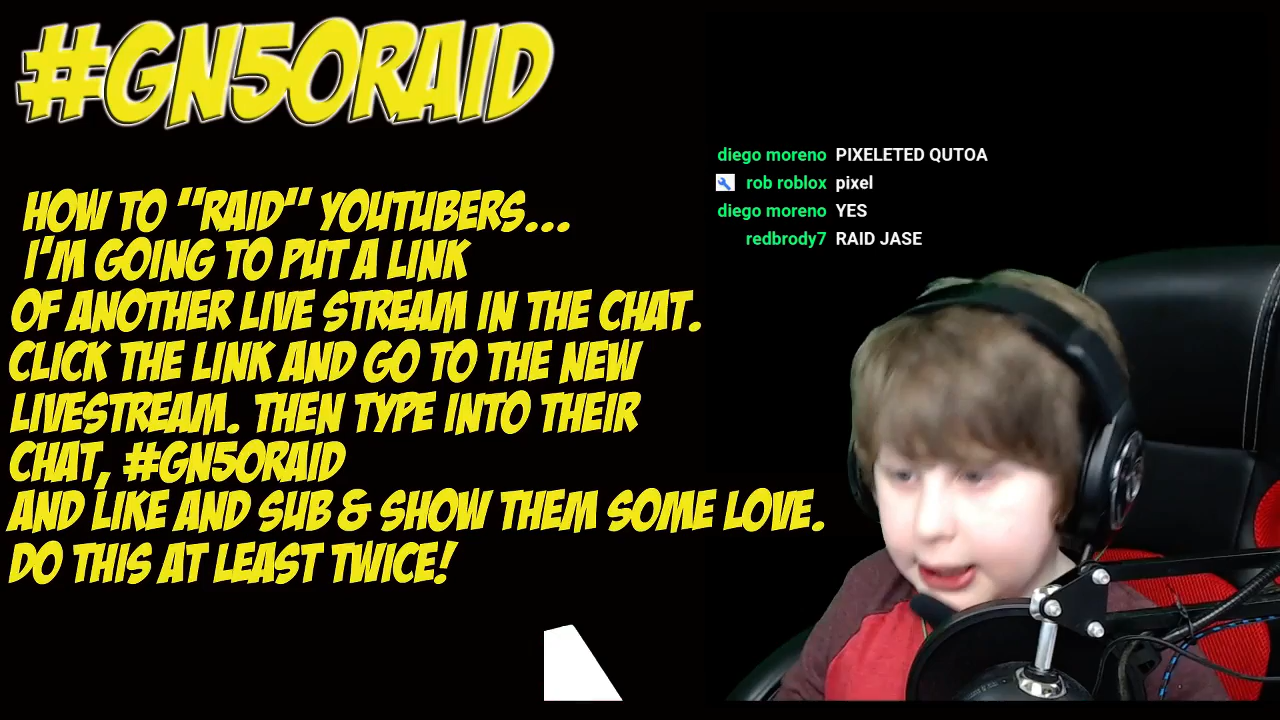 #GN50RAID
HOW TO "RAID" YOUTUBERS...
I'M GOING TO PUT A LINK
OF ANOTHER LIVE STREAM IN THE CHAT.
CLICK THE LINK AND GO TO THE NEW
LIVESTREAM. THEN TYPE INTO THEIR
CHAT, #GN50RAID
AND LIKE AND SUB & SHOW THEM SOME LOVE.
DO THIS AT LEAST TWICE!
diego moreno PIXELETED QUTOA
rob roblox pixel
diego moreno YES
redbrody7 RAID JASE